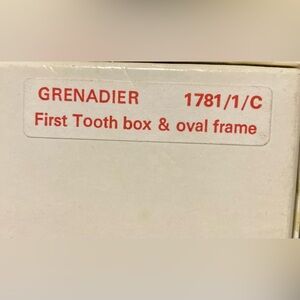 GRENADIER 1781/1/C
First Tooth box & oval frame